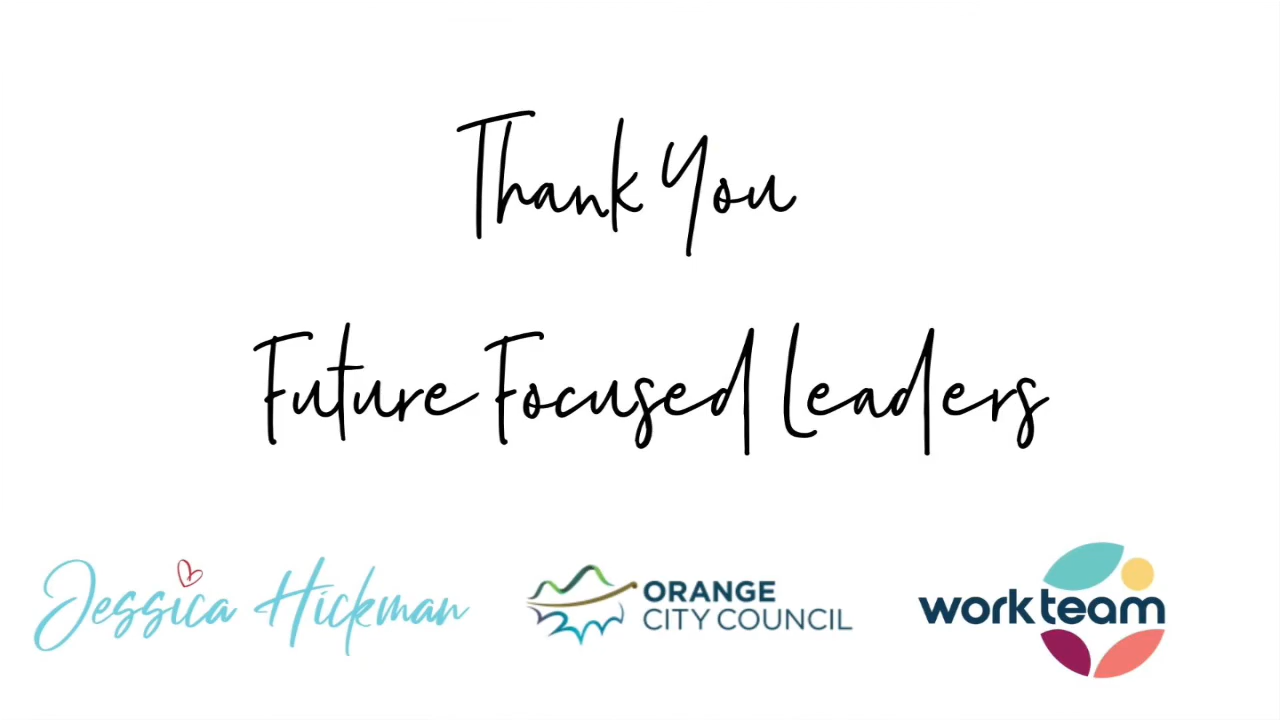 Thank You
Future Focused Leaders
Jessica Hickman
ORANGE
CITY COUNCIL
workteam